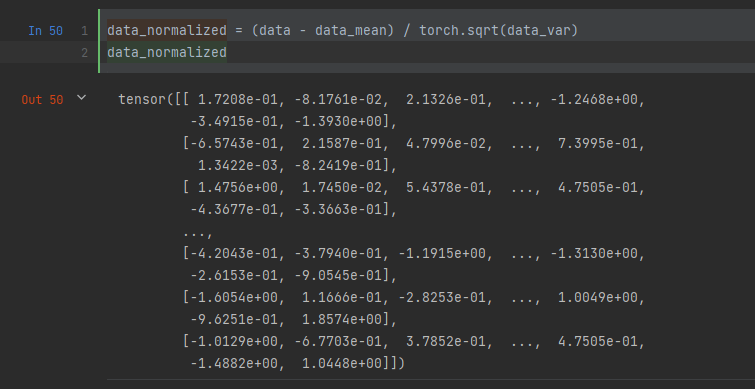 In 50 1 data_normalized = (data - data_mean) / torch.sqrt(data_var)
2 data_normalized
Out 50 tensor([[ 1.7208e-01, -8.1761e-02,  2.1326e-01,  ..., -1.2468e+00,
-3.4915e-01, -1.3930e+00],
[-6.5743e-01,  2.1587e-01,  4.7996e-02,  ...,  7.3995e-01,
1.3422e-03, -8.2419e-01],
[ 1.4756e+00,  1.7450e-02,  5.4378e-01,  ...,  4.7505e-01,
-4.3677e-01, -3.3663e-01],
...,
[-4.2043e-01, -3.7940e-01, -1.1915e+00,  ..., -1.3130e+00,
-2.6153e-01, -9.0545e-01],
[-1.6054e+00,  1.1666e-01, -2.8253e-01,  ...,  1.0049e+00,
-9.6251e-01,  1.8574e+00],
[-1.0129e+00, -6.7703e-01,  3.7852e-01,  ...,  4.7505e-01,
-1.4882e+00,  1.0448e+00]])